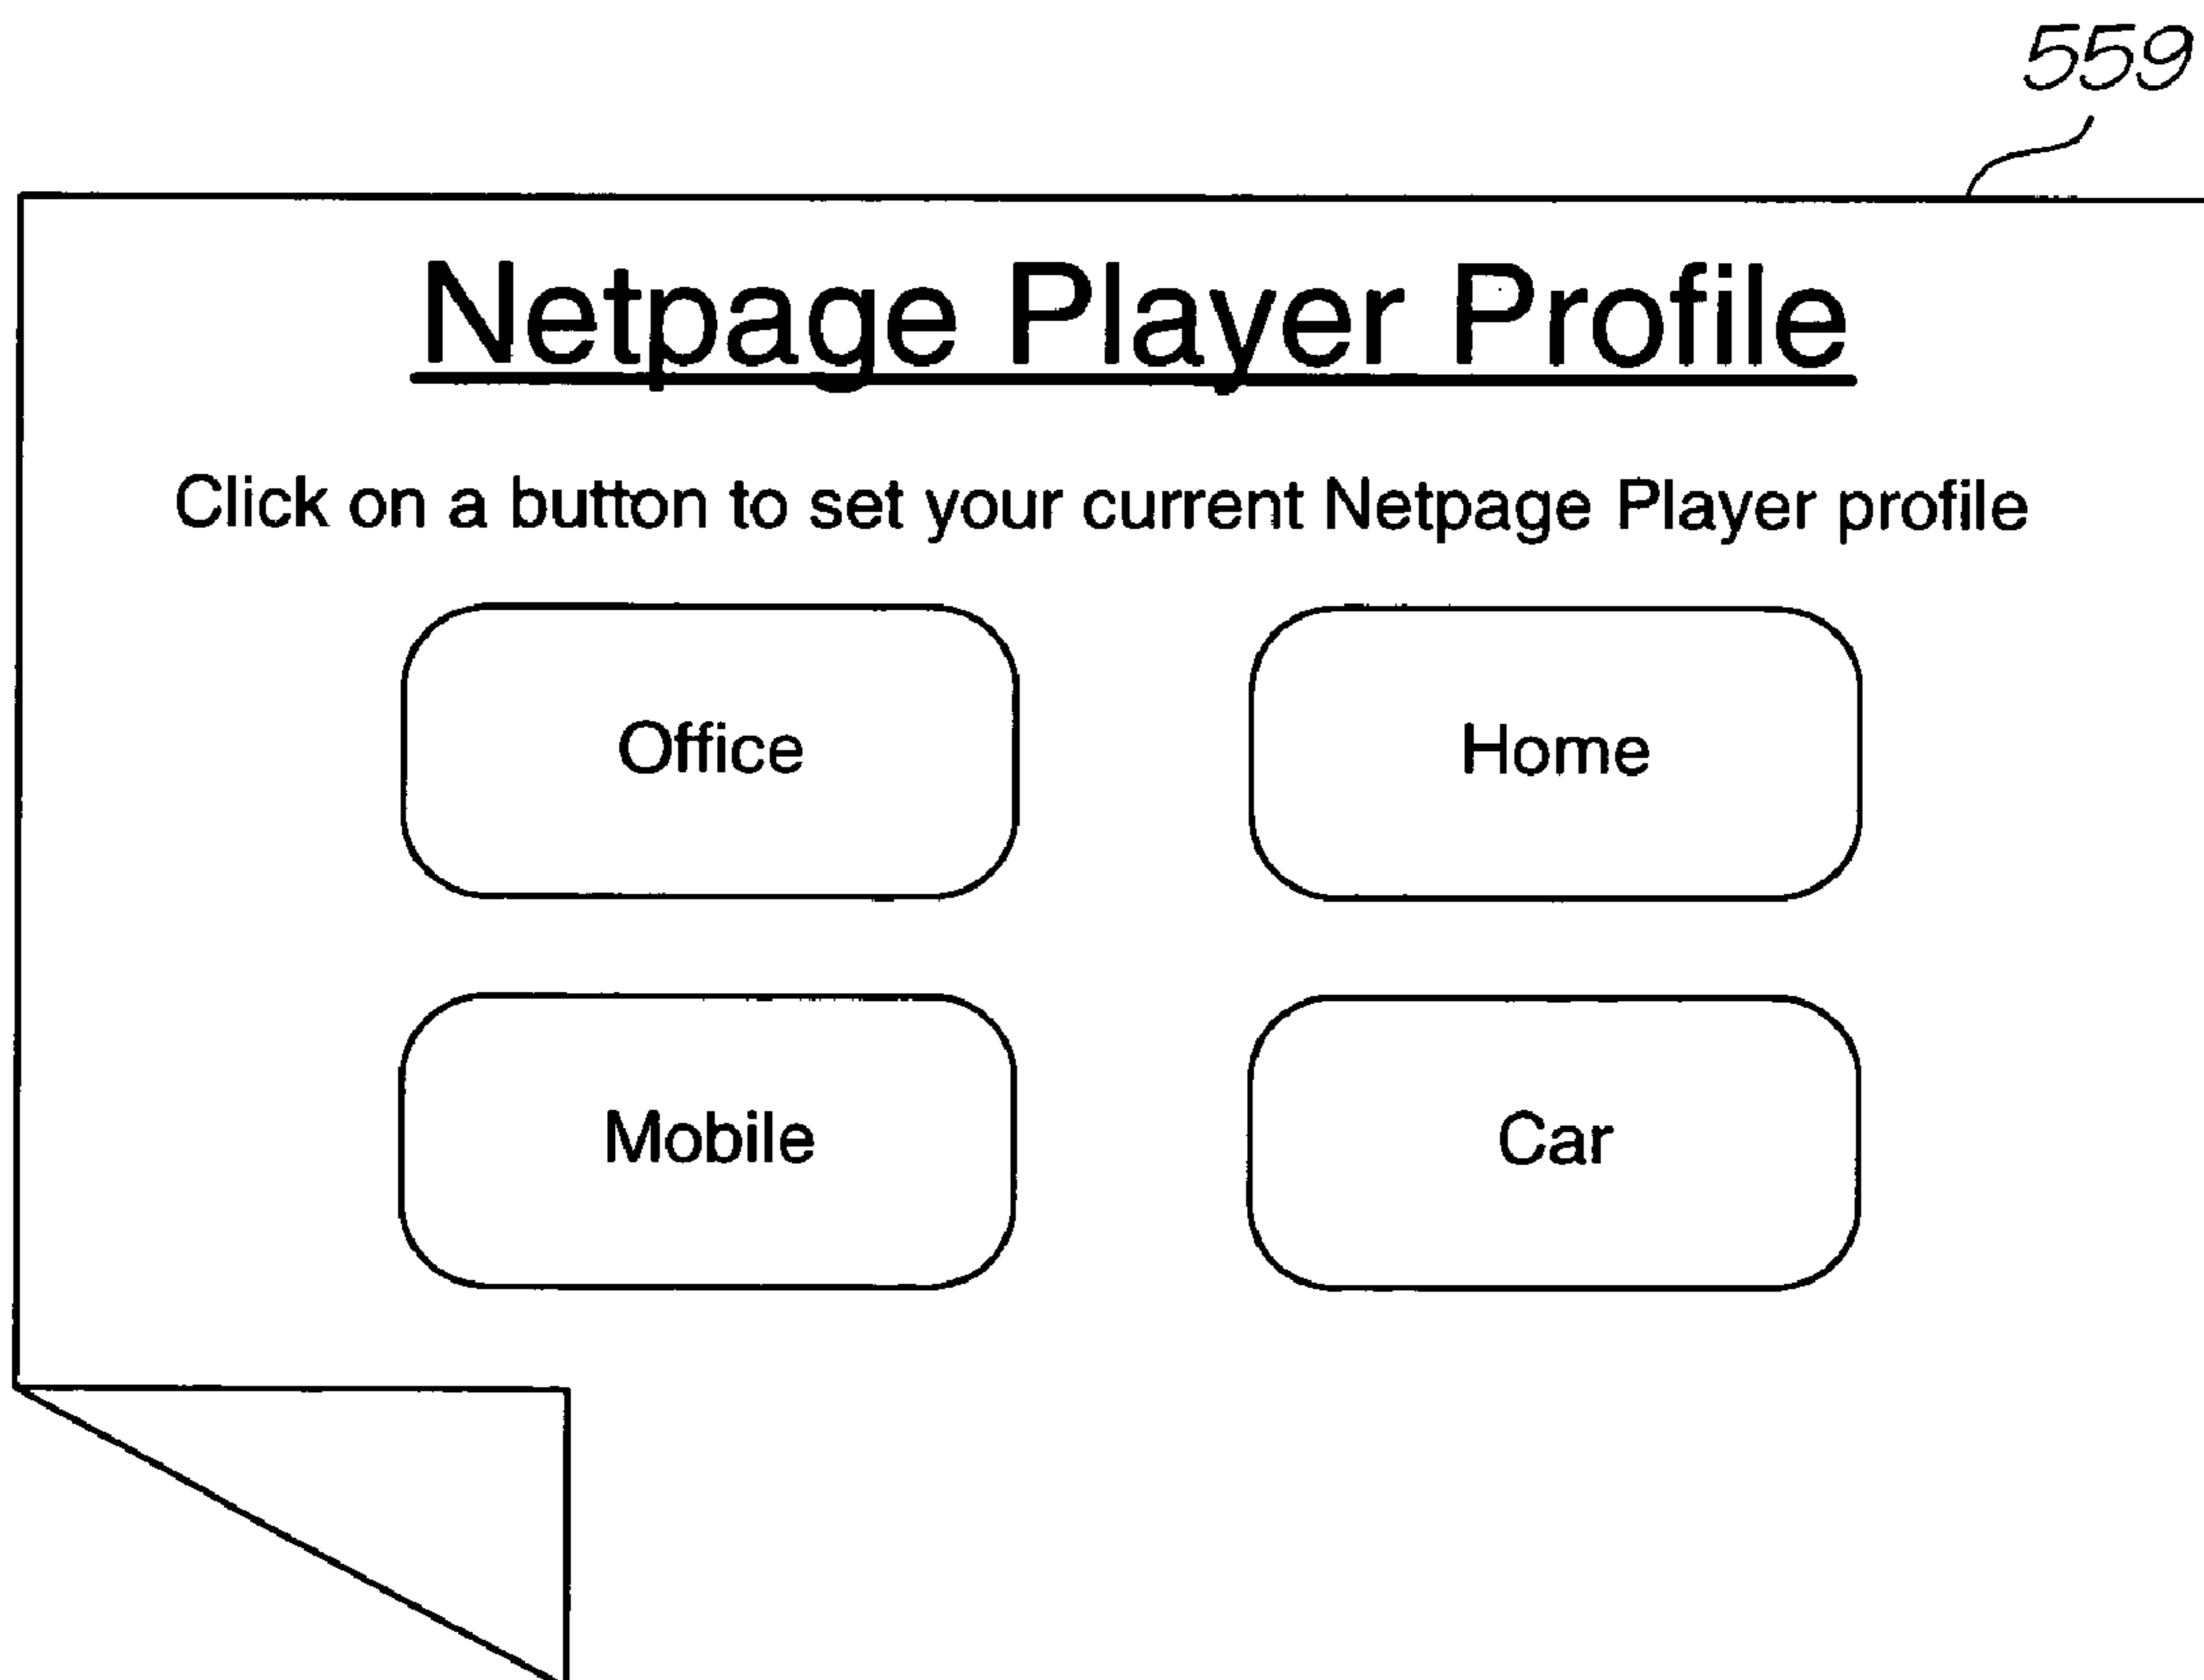 559
Netpage Player Profile
Click on a button to set your current Netpage Player profile
Office Home
Mobile Car